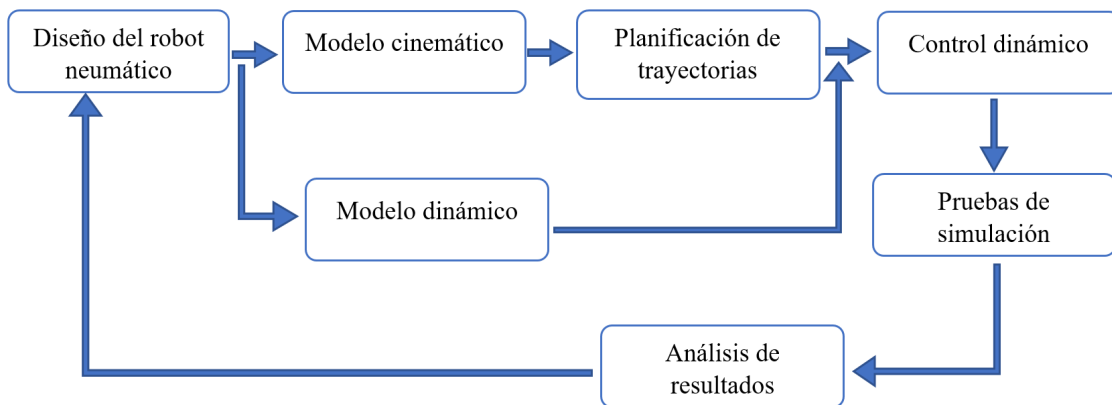 Diseño del robot
neumático
Modelo cinemático
Planificación de
trayectorias
Control dinámico
Modelo dinámico
Pruebas de
simulación
Análisis de
resultados